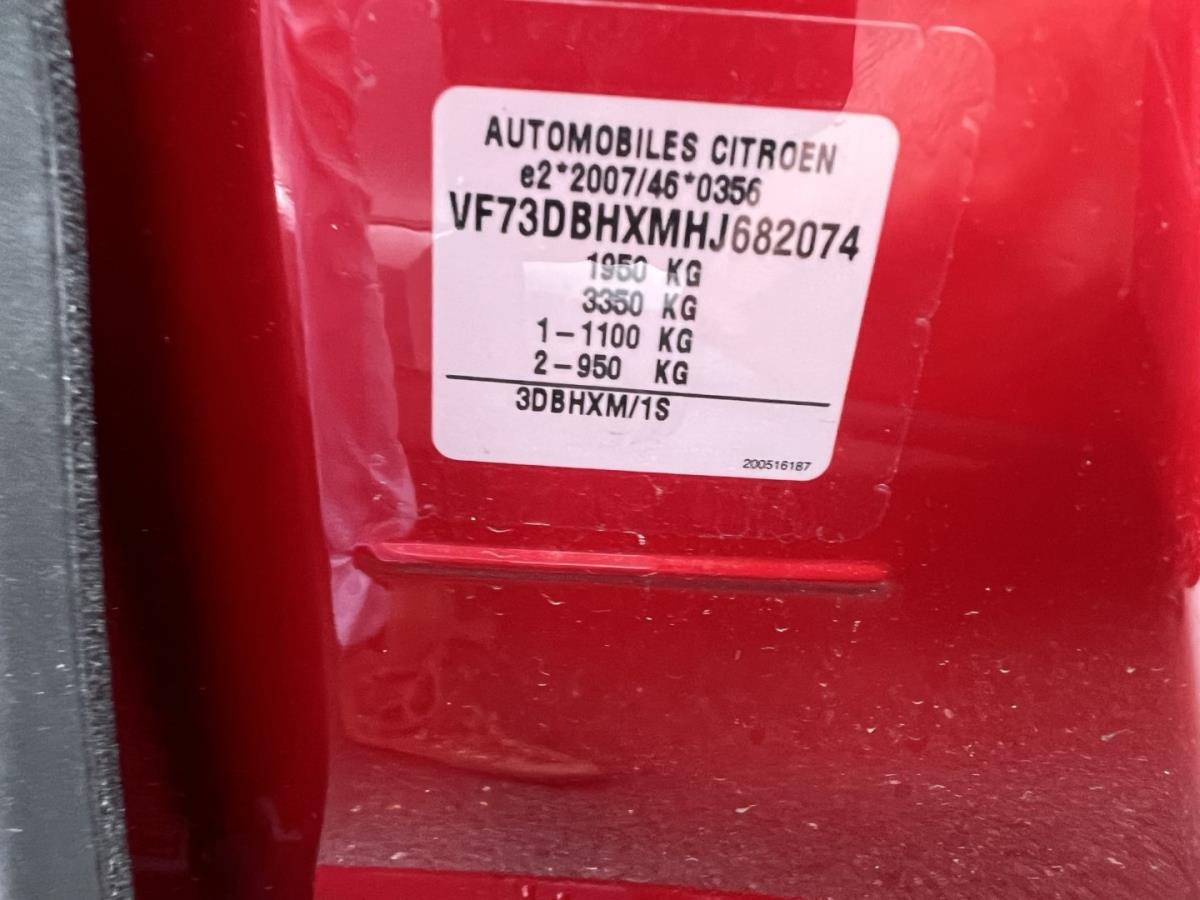 AUTOMOBILES CITROEN
e2*2007/46*0356
VF73DBHXMHJ682074
1950 KG
3350 KG
1-1100 KG
2-950 KG
3DBHXM/1S
200516187